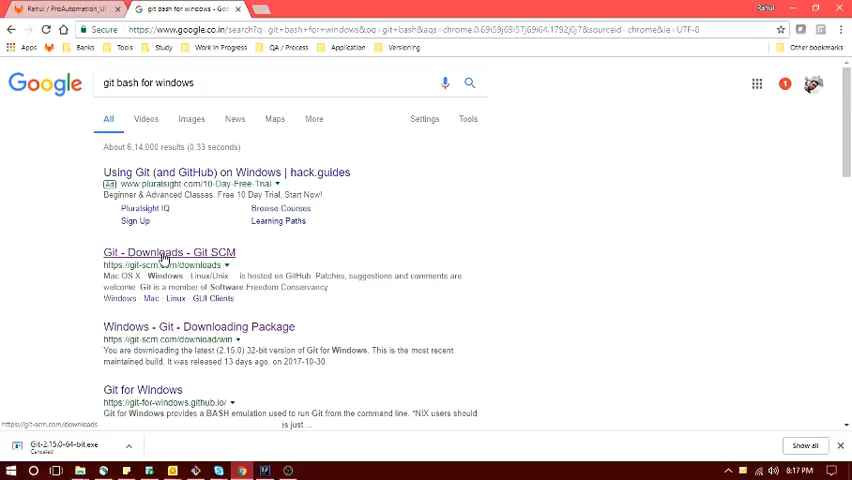 Rahul / ProAutomation_UI
git bash for windows - Goo
Rahul
Secure
https://www.google.co.in/search?q=git+bash+for+windows&oq=git+bash&aqs=chrome.0.69i59j69i57j69i64.1792j0j7&sourceid=chrome&ie=UTF-8
Apps
Banks
Tools
Study
Work In Progress
QA / Process
Application
Versioning
Other bookmarks
Google
git bash for windows
1
All
Videos
Images
News
Maps
More
Settings
Tools
About 6,14,000 results (0.33 seconds)
Using Git (and GitHub) on Windows | hack.guides
Ad www.pluralsight.com/10-Day-Free-Trial
Beginner & Advanced Classes. Free 10 Day Trial. Start Now!
Pluralsight IQ
Browse Courses
Sign Up
Learning Paths
Git - Downloads - Git SCM
https://git-scm.com/downloads
Mac OS X · Windows · Linux/Unix is hosted on GitHub. Patches, suggestions and comments are
welcome. Git is a member of Software Freedom Conservancy
Windows · Mac · Linux · GUI Clients
Windows - Git - Downloading Package
https://git-scm.com/download/win
You are downloading the latest (2.15.0) 32-bit version of Git for Windows. This is the most recent
maintained build. It was released 13 days ago, on 2017-10-30
Git for Windows
https://git-for-windows.github.io/
Git for Windows provides a BASH emulation used to run Git from the command line. *NIX users should
https://git-scm.com/downloads
es just ...
Git-2.15.0-64-bit.exe
Canceled
Show all
8:17 PM